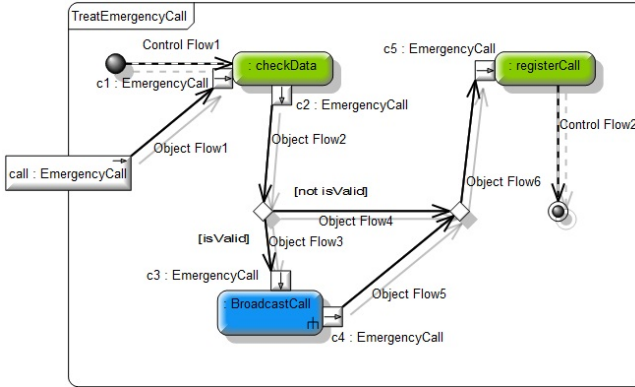 TreatEmergencyCall
Control Flow1
: checkData
c5 : EmergencyCall
: registerCall
c1 : EmergencyCall
c2 : EmergencyCall
Object Flow1
Object Flow2
Control Flow2
call : EmergencyCall
[not isValid]
Object Flow6
Object Flow4
[isValid]
Object Flow3
c3 : EmergencyCall
Object Flow5
: BroadcastCall
c4 : EmergencyCall